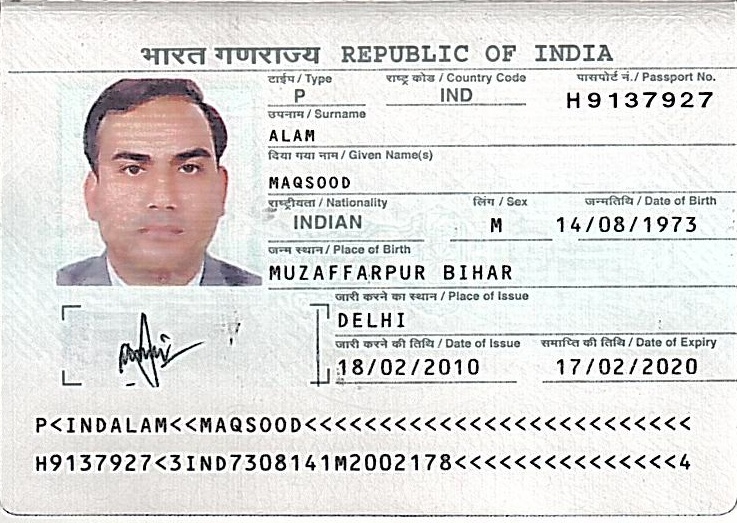 भारत गणराज्य REPUBLIC OF INDIA
टाईप / Type राष्ट्र कोड / Country Code पासपोर्ट नं./ Passport No.
P IND H9137927
उपनाम / Surname
ALAM
दिया गया नाम / Given Name(s)
MAQSOOD
राष्ट्रीयता / Nationality लिंग / Sex जन्मतिथि / Date of Birth
INDIAN M 14/08/1973
जन्म स्थान / Place of Birth
MUZAFFARPUR BIHAR
जारी करने का स्थान / Place of Issue
DELHI
जारी करने की तिथि / Date of Issue समाप्ति की तिथि / Date of Expiry
18/02/2010 17/02/2020
P<INDALAM<<MAQSOOD<<<<<<<<<<<<<<<<<<<<<<<<<<
H9137927<3IND7308141M2002178<<<<<<<<<<<<<<<4